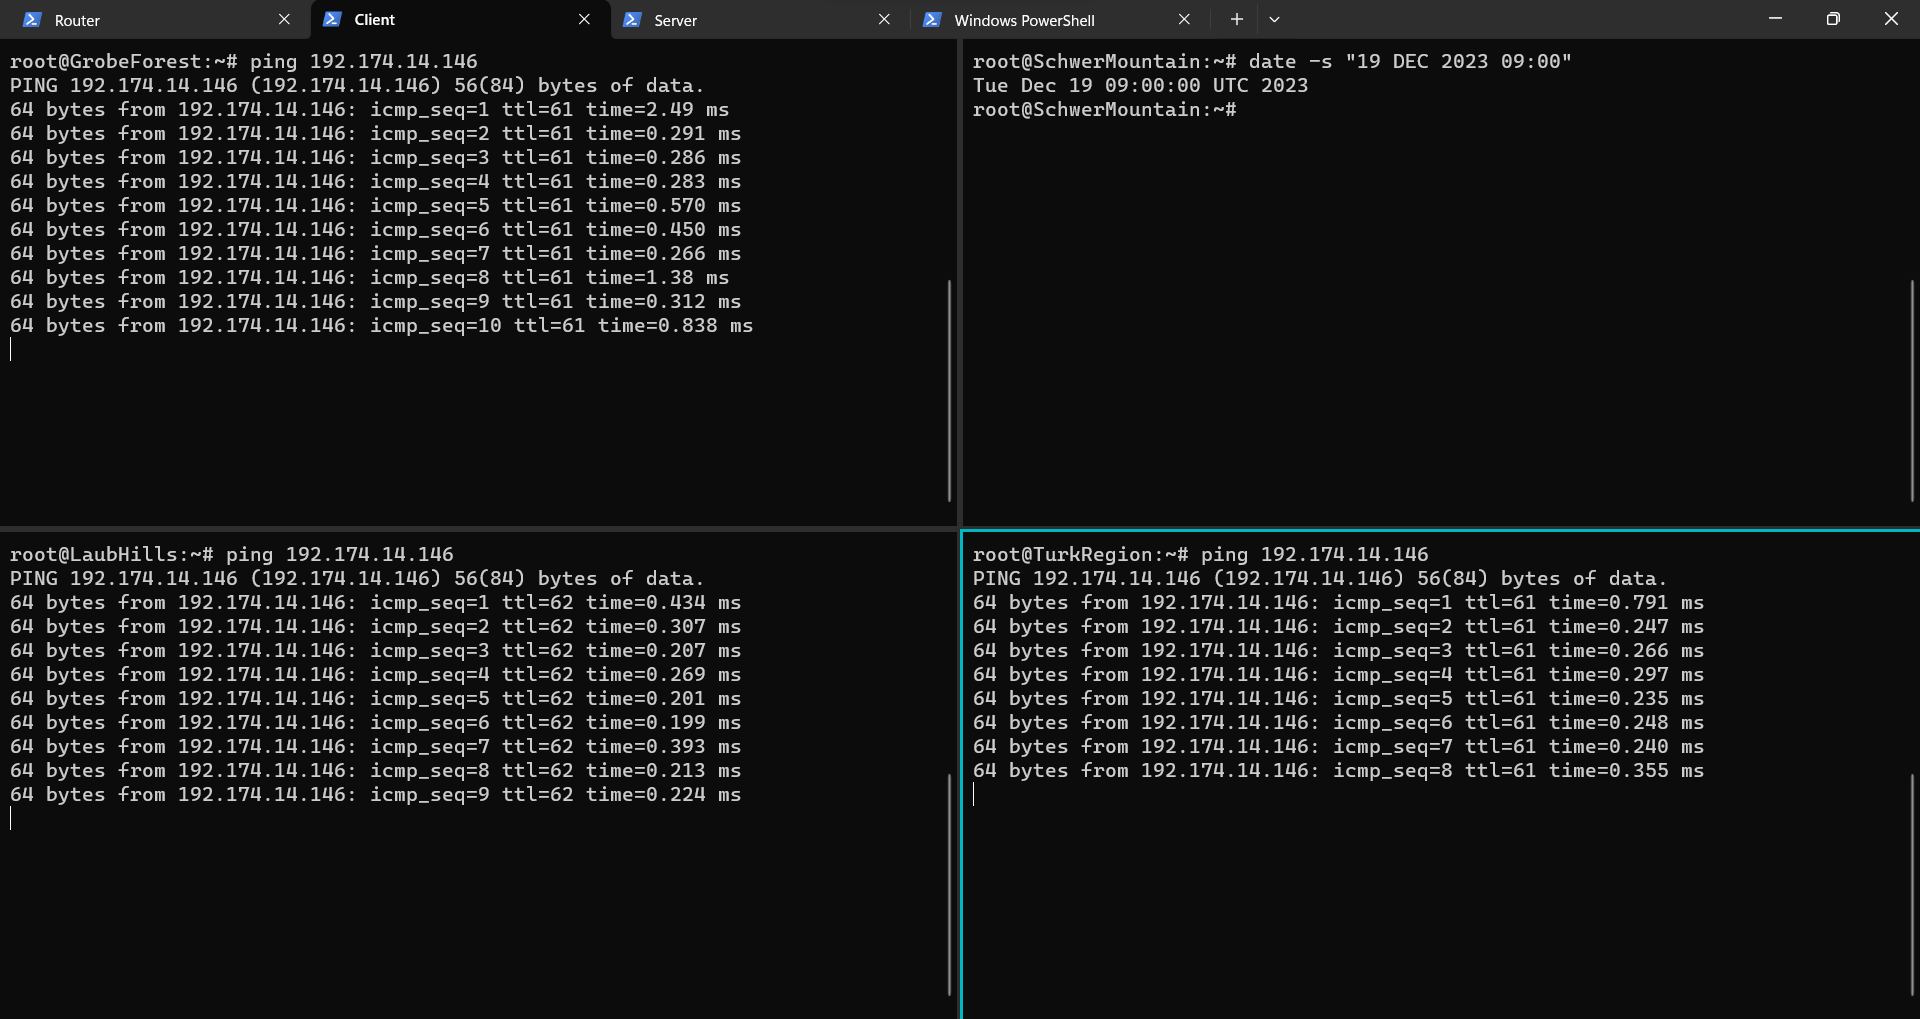 Router
Client
Server
Windows PowerShell
root@GrobeForest:~# ping 192.174.14.146
PING 192.174.14.146 (192.174.14.146) 56(84) bytes of data.
64 bytes from 192.174.14.146: icmp_seq=1 ttl=61 time=2.49 ms
64 bytes from 192.174.14.146: icmp_seq=2 ttl=61 time=0.291 ms
64 bytes from 192.174.14.146: icmp_seq=3 ttl=61 time=0.286 ms
64 bytes from 192.174.14.146: icmp_seq=4 ttl=61 time=0.283 ms
64 bytes from 192.174.14.146: icmp_seq=5 ttl=61 time=0.570 ms
64 bytes from 192.174.14.146: icmp_seq=6 ttl=61 time=0.450 ms
64 bytes from 192.174.14.146: icmp_seq=7 ttl=61 time=0.266 ms
64 bytes from 192.174.14.146: icmp_seq=8 ttl=61 time=1.38 ms
64 bytes from 192.174.14.146: icmp_seq=9 ttl=61 time=0.312 ms
64 bytes from 192.174.14.146: icmp_seq=10 ttl=61 time=0.838 ms
root@SchwerMountain:~# date -s "19 DEC 2023 09:00"
Tue Dec 19 09:00:00 UTC 2023
root@SchwerMountain:~#
root@LaubHills:~# ping 192.174.14.146
PING 192.174.14.146 (192.174.14.146) 56(84) bytes of data.
64 bytes from 192.174.14.146: icmp_seq=1 ttl=62 time=0.434 ms
64 bytes from 192.174.14.146: icmp_seq=2 ttl=62 time=0.307 ms
64 bytes from 192.174.14.146: icmp_seq=3 ttl=62 time=0.207 ms
64 bytes from 192.174.14.146: icmp_seq=4 ttl=62 time=0.269 ms
64 bytes from 192.174.14.146: icmp_seq=5 ttl=62 time=0.201 ms
64 bytes from 192.174.14.146: icmp_seq=6 ttl=62 time=0.199 ms
64 bytes from 192.174.14.146: icmp_seq=7 ttl=62 time=0.393 ms
64 bytes from 192.174.14.146: icmp_seq=8 ttl=62 time=0.213 ms
64 bytes from 192.174.14.146: icmp_seq=9 ttl=62 time=0.224 ms
root@TurkRegion:~# ping 192.174.14.146
PING 192.174.14.146 (192.174.14.146) 56(84) bytes of data.
64 bytes from 192.174.14.146: icmp_seq=1 ttl=61 time=0.791 ms
64 bytes from 192.174.14.146: icmp_seq=2 ttl=61 time=0.247 ms
64 bytes from 192.174.14.146: icmp_seq=3 ttl=61 time=0.266 ms
64 bytes from 192.174.14.146: icmp_seq=4 ttl=61 time=0.297 ms
64 bytes from 192.174.14.146: icmp_seq=5 ttl=61 time=0.235 ms
64 bytes from 192.174.14.146: icmp_seq=6 ttl=61 time=0.248 ms
64 bytes from 192.174.14.146: icmp_seq=7 ttl=61 time=0.240 ms
64 bytes from 192.174.14.146: icmp_seq=8 ttl=61 time=0.355 ms